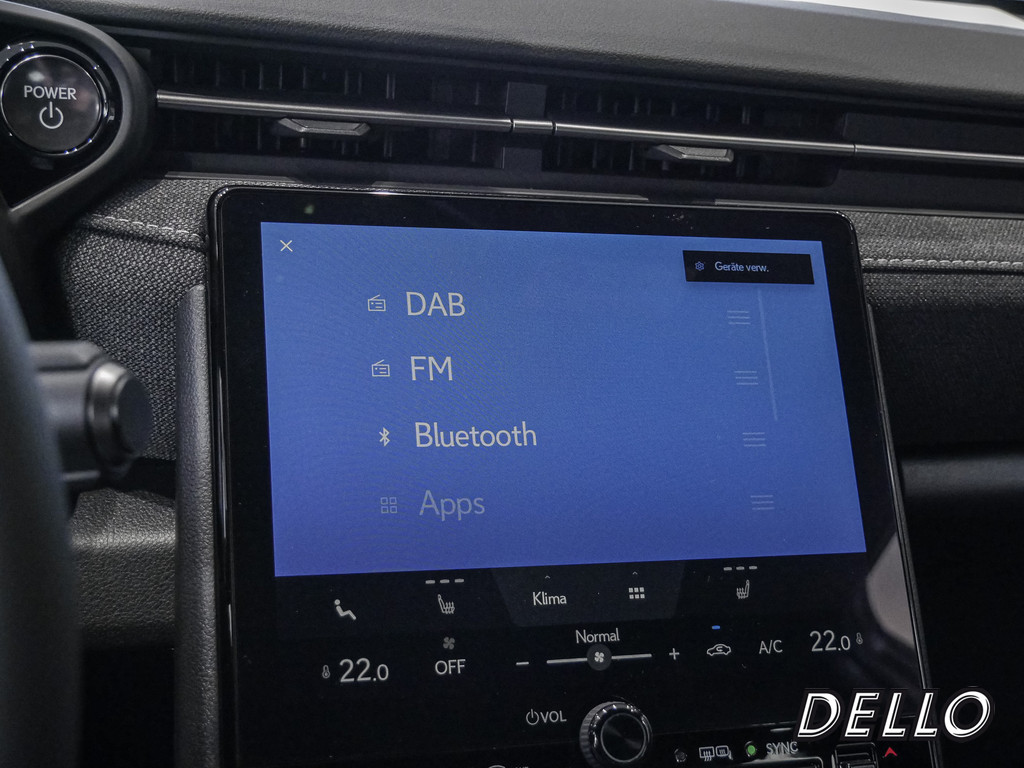 POWER
Geräte verw.
DAB
FM
Bluetooth
Apps
Klima
Normal
22.0
OFF
− +
A/C
22.0
VOL
SYNC
DELLO